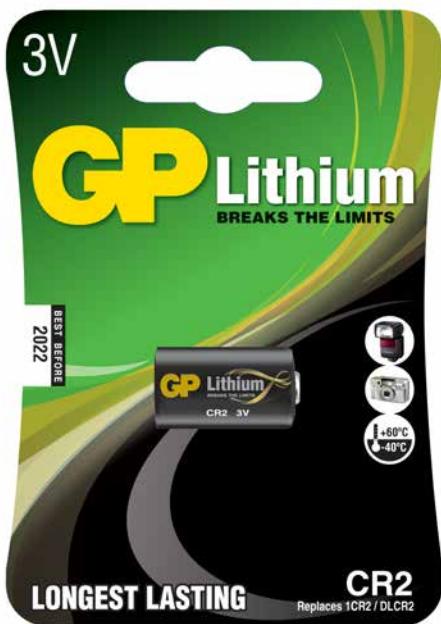 3V
GP Lithium
BREAKS THE LIMITS
BEST BEFORE
2022
GP Lithium
BREAKS THE LIMITS
CR2 3V
+60°C
-40°C
LONGEST LASTING
CR2
Replaces 1CR2 / DLCR2